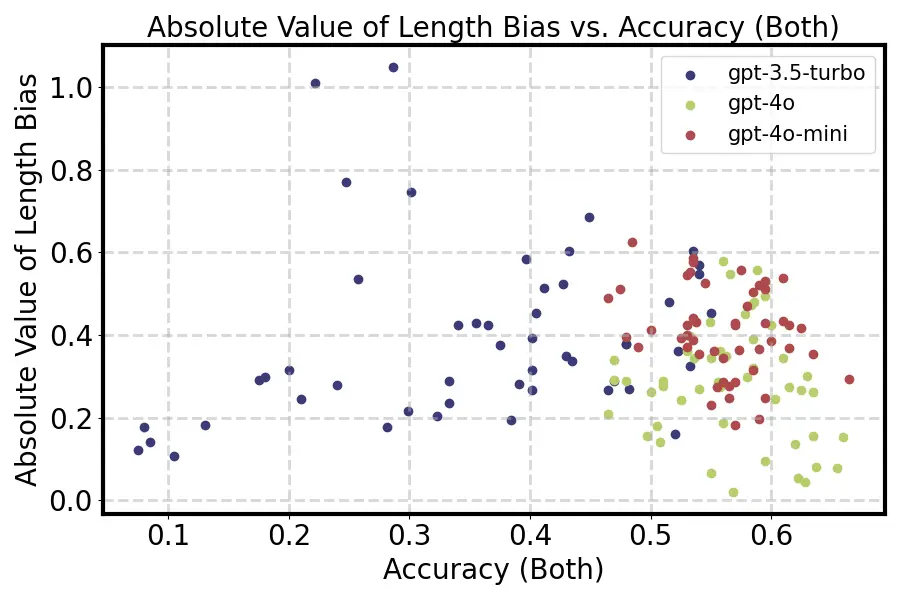 Absolute Value of Length Bias vs. Accuracy (Both)
gpt-3.5-turbo
gpt-4o
gpt-4o-mini
Absolute Value of Length Bias
1.0
0.8
0.6
0.4
0.2
0.0
0.1 0.2 0.3 0.4 0.5 0.6
Accuracy (Both)